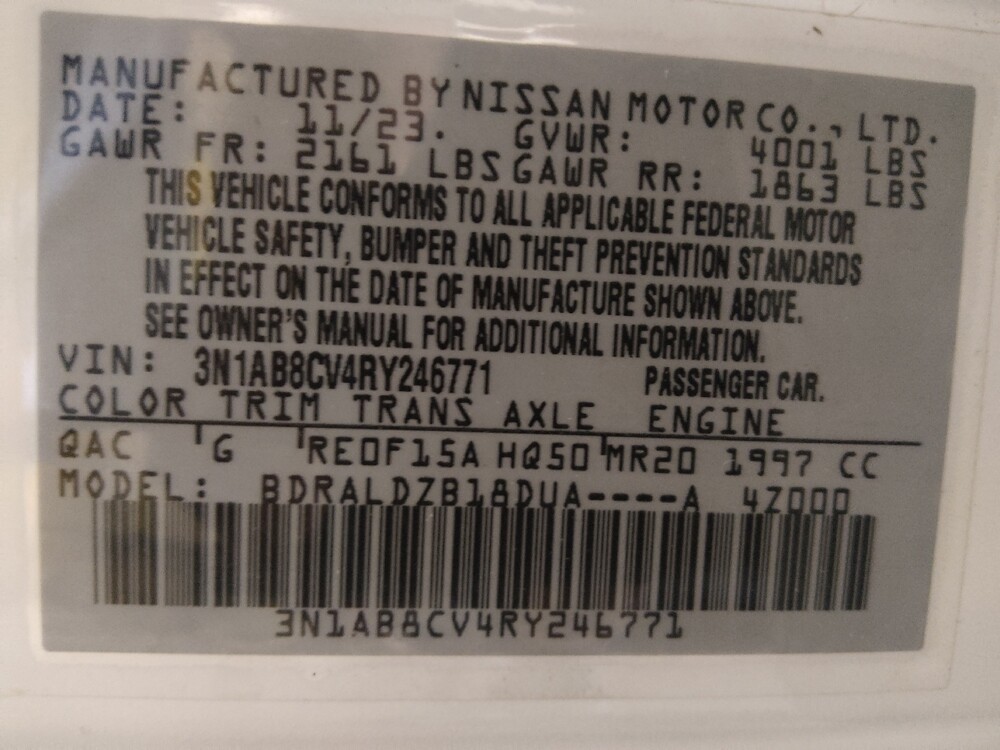 MANUFACTURED BY NISSAN MOTOR CO., LTD.
DATE: 11/23. GVWR: 4001 LBS
GAWR FR: 2161 LBS GAWR RR: 1863 LBS
THIS VEHICLE CONFORMS TO ALL APPLICABLE FEDERAL MOTOR
VEHICLE SAFETY, BUMPER AND THEFT PREVENTION STANDARDS
IN EFFECT ON THE DATE OF MANUFACTURE SHOWN ABOVE.
SEE OWNER'S MANUAL FOR ADDITIONAL INFORMATION.
VIN: 3N1AB8CV4RY246771 PASSENGER CAR.
COLOR TRIM TRANS AXLE ENGINE
QAC G RE0F15A HQ50 MR20 1997 CC
MODEL: BDRALDZB18DUA----A 4Z000
3N1AB8CV4RY246771